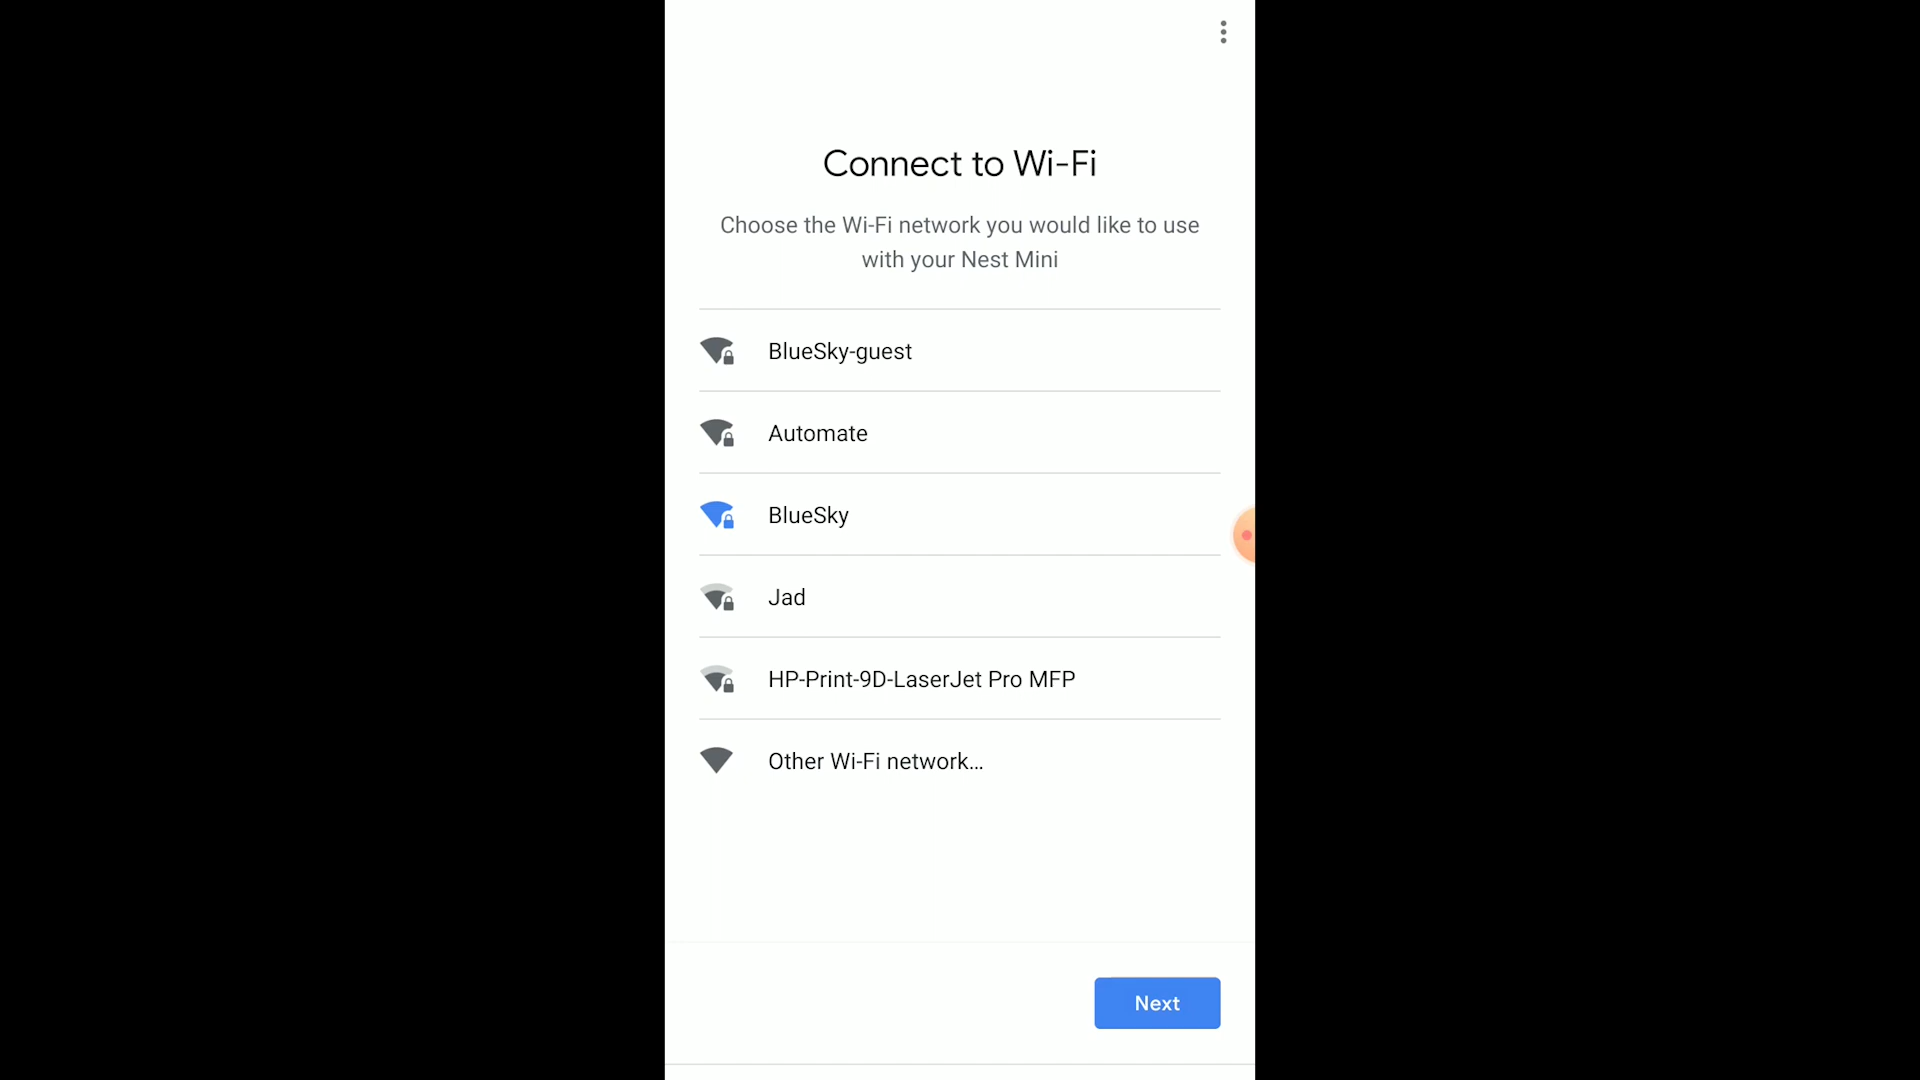 Connect to Wi-Fi
Choose the Wi-Fi network you would like to use
with your Nest Mini
BlueSky-guest
Automate
BlueSky
Jad
HP-Print-9D-LaserJet Pro MFP
Other Wi-Fi network...
Next